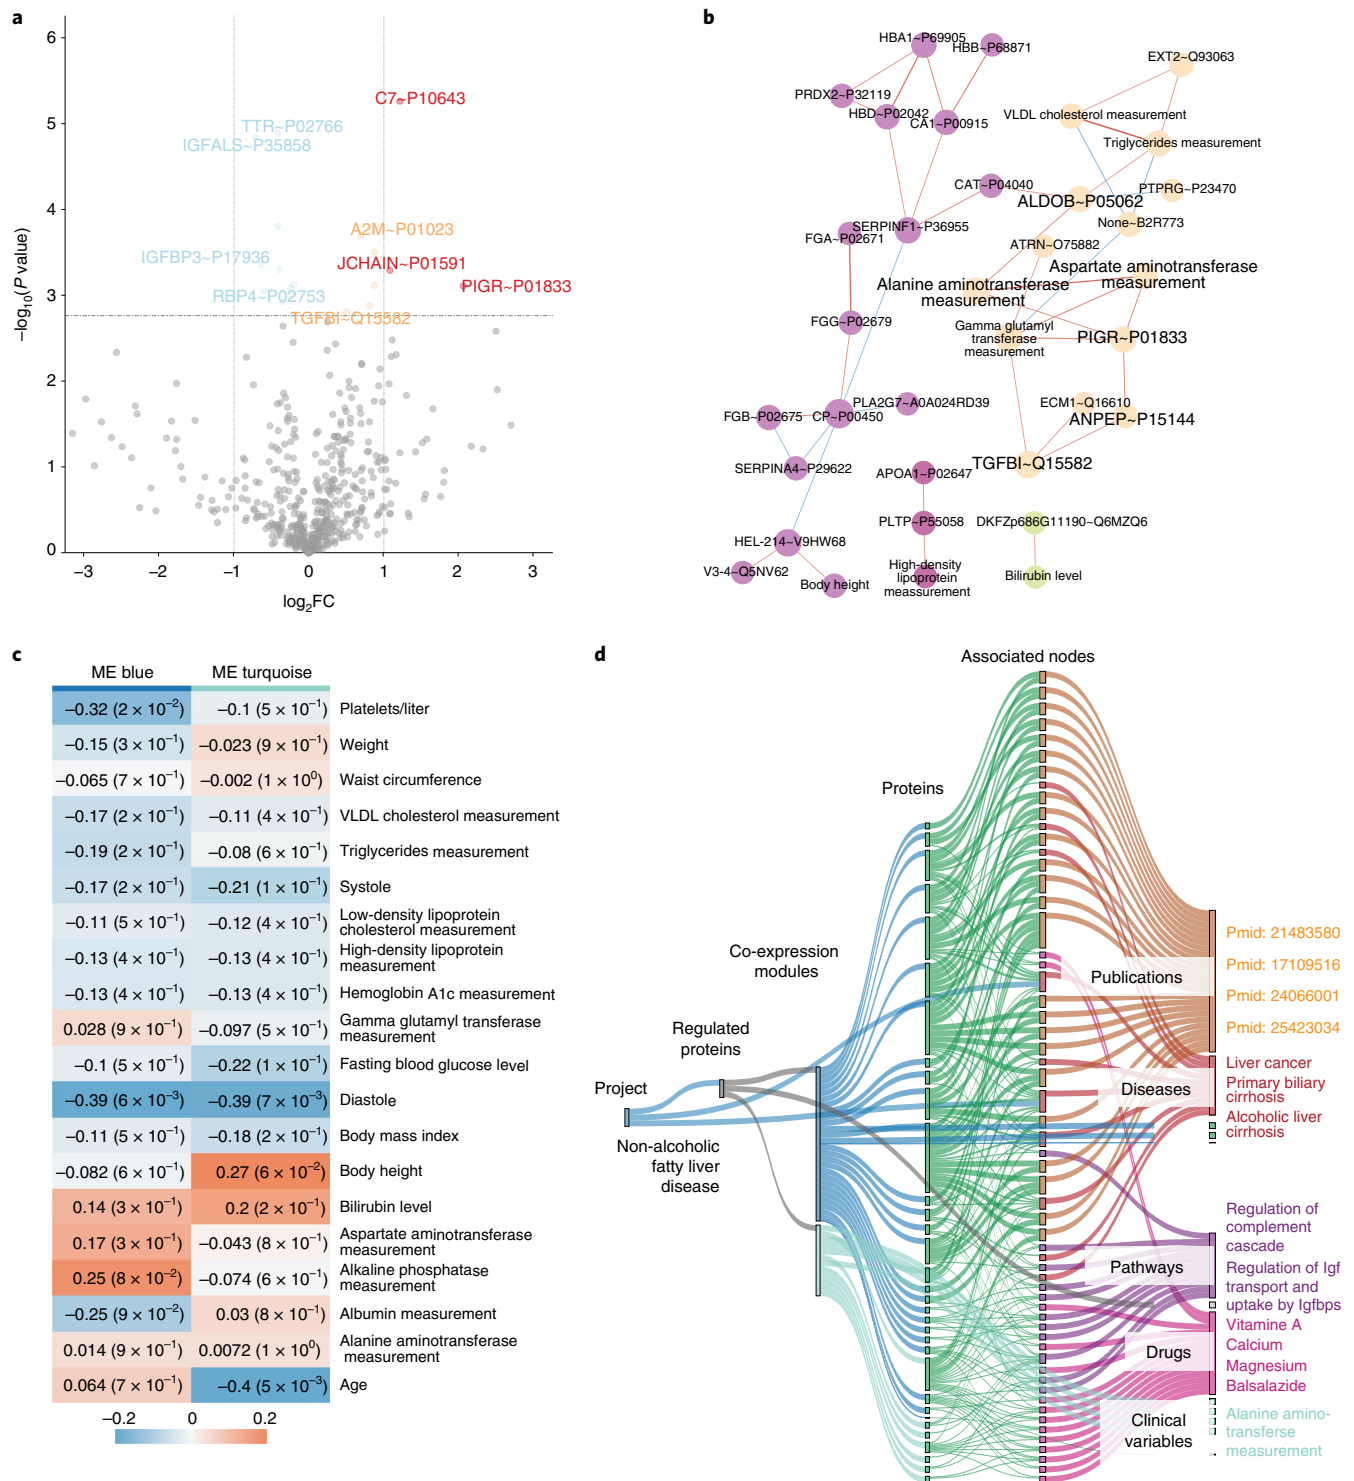 a
6
5
4
3
2
1
0
−log10(P value)
C7~P10643
TTR~P02766
IGFALS~P35858
A2M~P01023
IGFBP3~P17936
JCHAIN~P01591
PIGR~P01833
RBP4~P02753
TGFBI~Q15582
−3
−2
−1
0
1
2
3
log2FC
b
HBA1~P69905
HBB~P68871
EXT2~Q93063
PRDX2~P32119
HBD~P02042
CA1~P00915
VLDL cholesterol measurement
Triglycerides measurement
CAT~P04040
PTPRG~P23470
ALDOB~P05062
SERPINF1~P36955
None~B2R773
FGA~P02671
ATRN~O75882
Aspartate aminotransferase
measurement
Alanine aminotransferase
measurement
FGG~P02679
Gamma glutamyl
transferase
measurement
PIGR~P01833
PLA2G7~A0A024RD39
ECM1~Q16610
FGB~P02675
CP~P00450
ANPEP~P15144
SERPINA4~P29622
TGFBI~Q15582
APOA1~P02647
PLTP~P55058
DKFZp686G11190~Q6MZQ6
HEL-214~V9HW68
V3-4~Q5NV62
Body height
High-density
lipoprotein
meassurement
Bilirubin level
c
ME blue
ME turquoise
−0.32 (2 × 10−2)
−0.1 (5 × 10−1)
Platelets/liter
−0.15 (3 × 10−1)
−0.023 (9 × 10−1)
Weight
−0.065 (7 × 10−1)
−0.002 (1 × 100)
Waist circumference
−0.17 (2 × 10−1)
−0.11 (4 × 10−1)
VLDL cholesterol measurement
−0.19 (2 × 10−1)
−0.08 (6 × 10−1)
Triglycerides measurement
−0.17 (2 × 10−1)
−0.21 (1 × 10−1)
Systole
−0.11 (5 × 10−1)
−0.12 (4 × 10−1)
Low-density lipoprotein
cholesterol measurement
−0.13 (4 × 10−1)
−0.13 (4 × 10−1)
High-density lipoprotein
measurement
−0.13 (4 × 10−1)
−0.13 (4 × 10−1)
Hemoglobin A1c measurement
0.028 (9 × 10−1)
−0.097 (5 × 10−1)
Gamma glutamyl transferase
measurement
−0.1 (5 × 10−1)
−0.22 (1 × 10−1)
Fasting blood glucose level
−0.39 (6 × 10−3)
−0.39 (7 × 10−3)
Diastole
−0.11 (5 × 10−1)
−0.18 (2 × 10−1)
Body mass index
−0.082 (6 × 10−1)
0.27 (6 × 10−2)
Body height
0.14 (3 × 10−1)
0.2 (2 × 10−1)
Bilirubin level
0.17 (3 × 10−1)
−0.043 (8 × 10−1)
Aspartate aminotransferase
measurement
0.25 (8 × 10−2)
−0.074 (6 × 10−1)
Alkaline phosphatase
measurement
−0.25 (9 × 10−2)
0.03 (8 × 10−1)
Albumin measurement
0.014 (9 × 10−1)
0.0072 (1 × 100)
Alanine aminotransferase
measurement
0.064 (7 × 10−1)
−0.4 (5 × 10−3)
Age
−0.2
0
0.2
d
Associated nodes
Proteins
Co-expression
modules
Regulated
proteins
Project
Non-alcoholic
fatty liver
disease
Publications
Pmid: 21483580
Pmid: 17109516
Pmid: 24066001
Pmid: 25423034
Diseases
Liver cancer
Primary biliary
cirrhosis
Alcoholic liver
cirrhosis
Pathways
Regulation of
complement
cascade
Regulation of Igf
transport and
uptake by Igfbps
Drugs
Vitamine A
Calcium
Magnesium
Balsalazide
Clinical
variables
Alanine amino-
transferse
measurement